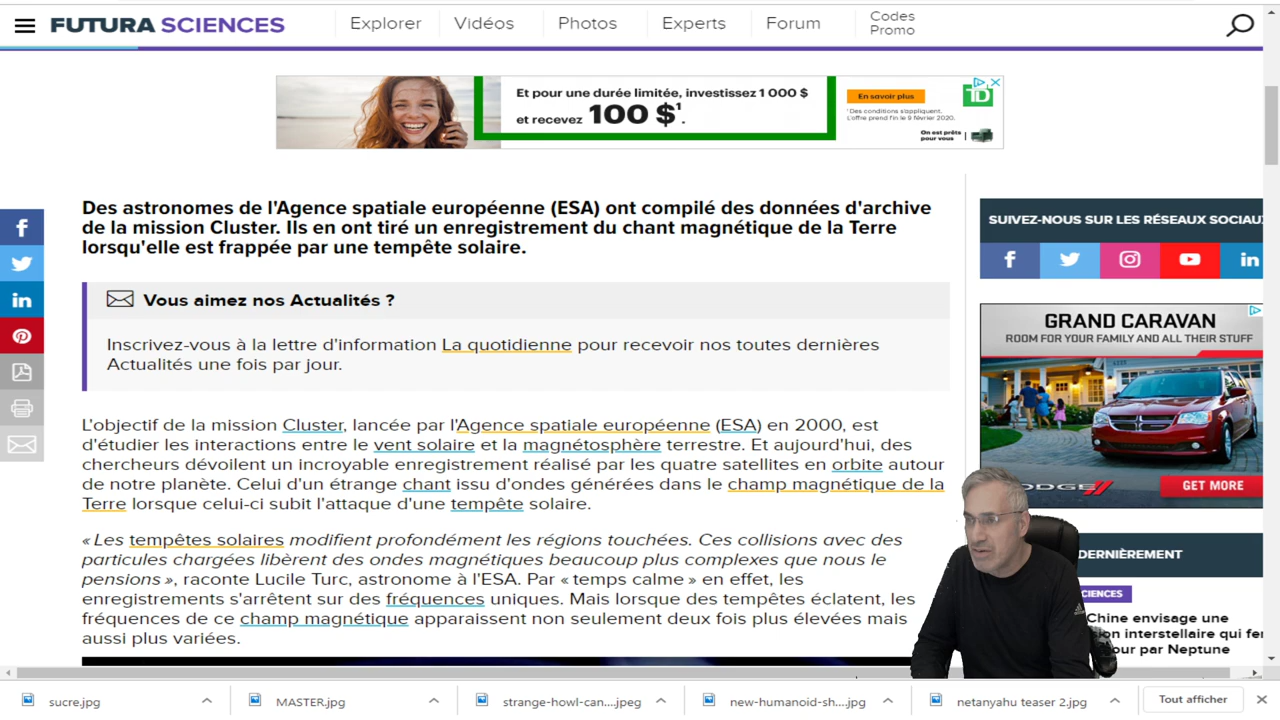 FUTURA SCIENCES
Explorer
Vidéos
Photos
Experts
Forum
Codes
Promo
Et pour une durée limitée, investissez 1 000 $
et recevez 100 $¹.
En savoir plus
¹Des conditions s'appliquent.
L'offre prend fin le 9 février 2020.
On est prêts
pour vous
TD
Des astronomes de l'Agence spatiale européenne (ESA) ont compilé des données d'archive
de la mission Cluster. Ils en ont tiré un enregistrement du chant magnétique de la Terre
lorsqu'elle est frappée par une tempête solaire.
Vous aimez nos Actualités ?
Inscrivez-vous à la lettre d'information La quotidienne pour recevoir nos toutes dernières
Actualités une fois par jour.
L'objectif de la mission Cluster, lancée par l'Agence spatiale européenne (ESA) en 2000, est
d'étudier les interactions entre le vent solaire et la magnétosphère terrestre. Et aujourd'hui, des
chercheurs dévoilent un incroyable enregistrement réalisé par les quatre satellites en orbite autour
de notre planète. Celui d'un étrange chant issu d'ondes générées dans le champ magnétique de la
Terre lorsque celui-ci subit l'attaque d'une tempête solaire.
« Les tempêtes solaires modifient profondément les régions touchées. Ces collisions avec des
particules chargées libèrent des ondes magnétiques beaucoup plus complexes que nous le
pensions », raconte Lucile Turc, astronome à l'ESA. Par « temps calme » en effet, les
enregistrements s'arrêtent sur des fréquences uniques. Mais lorsque des tempêtes éclatent, les
fréquences de ce champ magnétique apparaissent non seulement deux fois plus élevées mais
aussi plus variées.
SUIVEZ-NOUS SUR LES RÉSEAUX SOCIAU
GRAND CARAVAN
ROOM FOR YOUR FAMILY AND ALL THEIR STUFF
DODGE
GET MORE
DERNIÈREMENT
CIENCES
Chine envisage une
ion interstellaire qui fe
our par Neptune
sucre.jpg
MASTER.jpg
strange-howl-can....jpeg
new-humanoid-sh....jpg
netanyahu teaser 2.jpg
Tout afficher